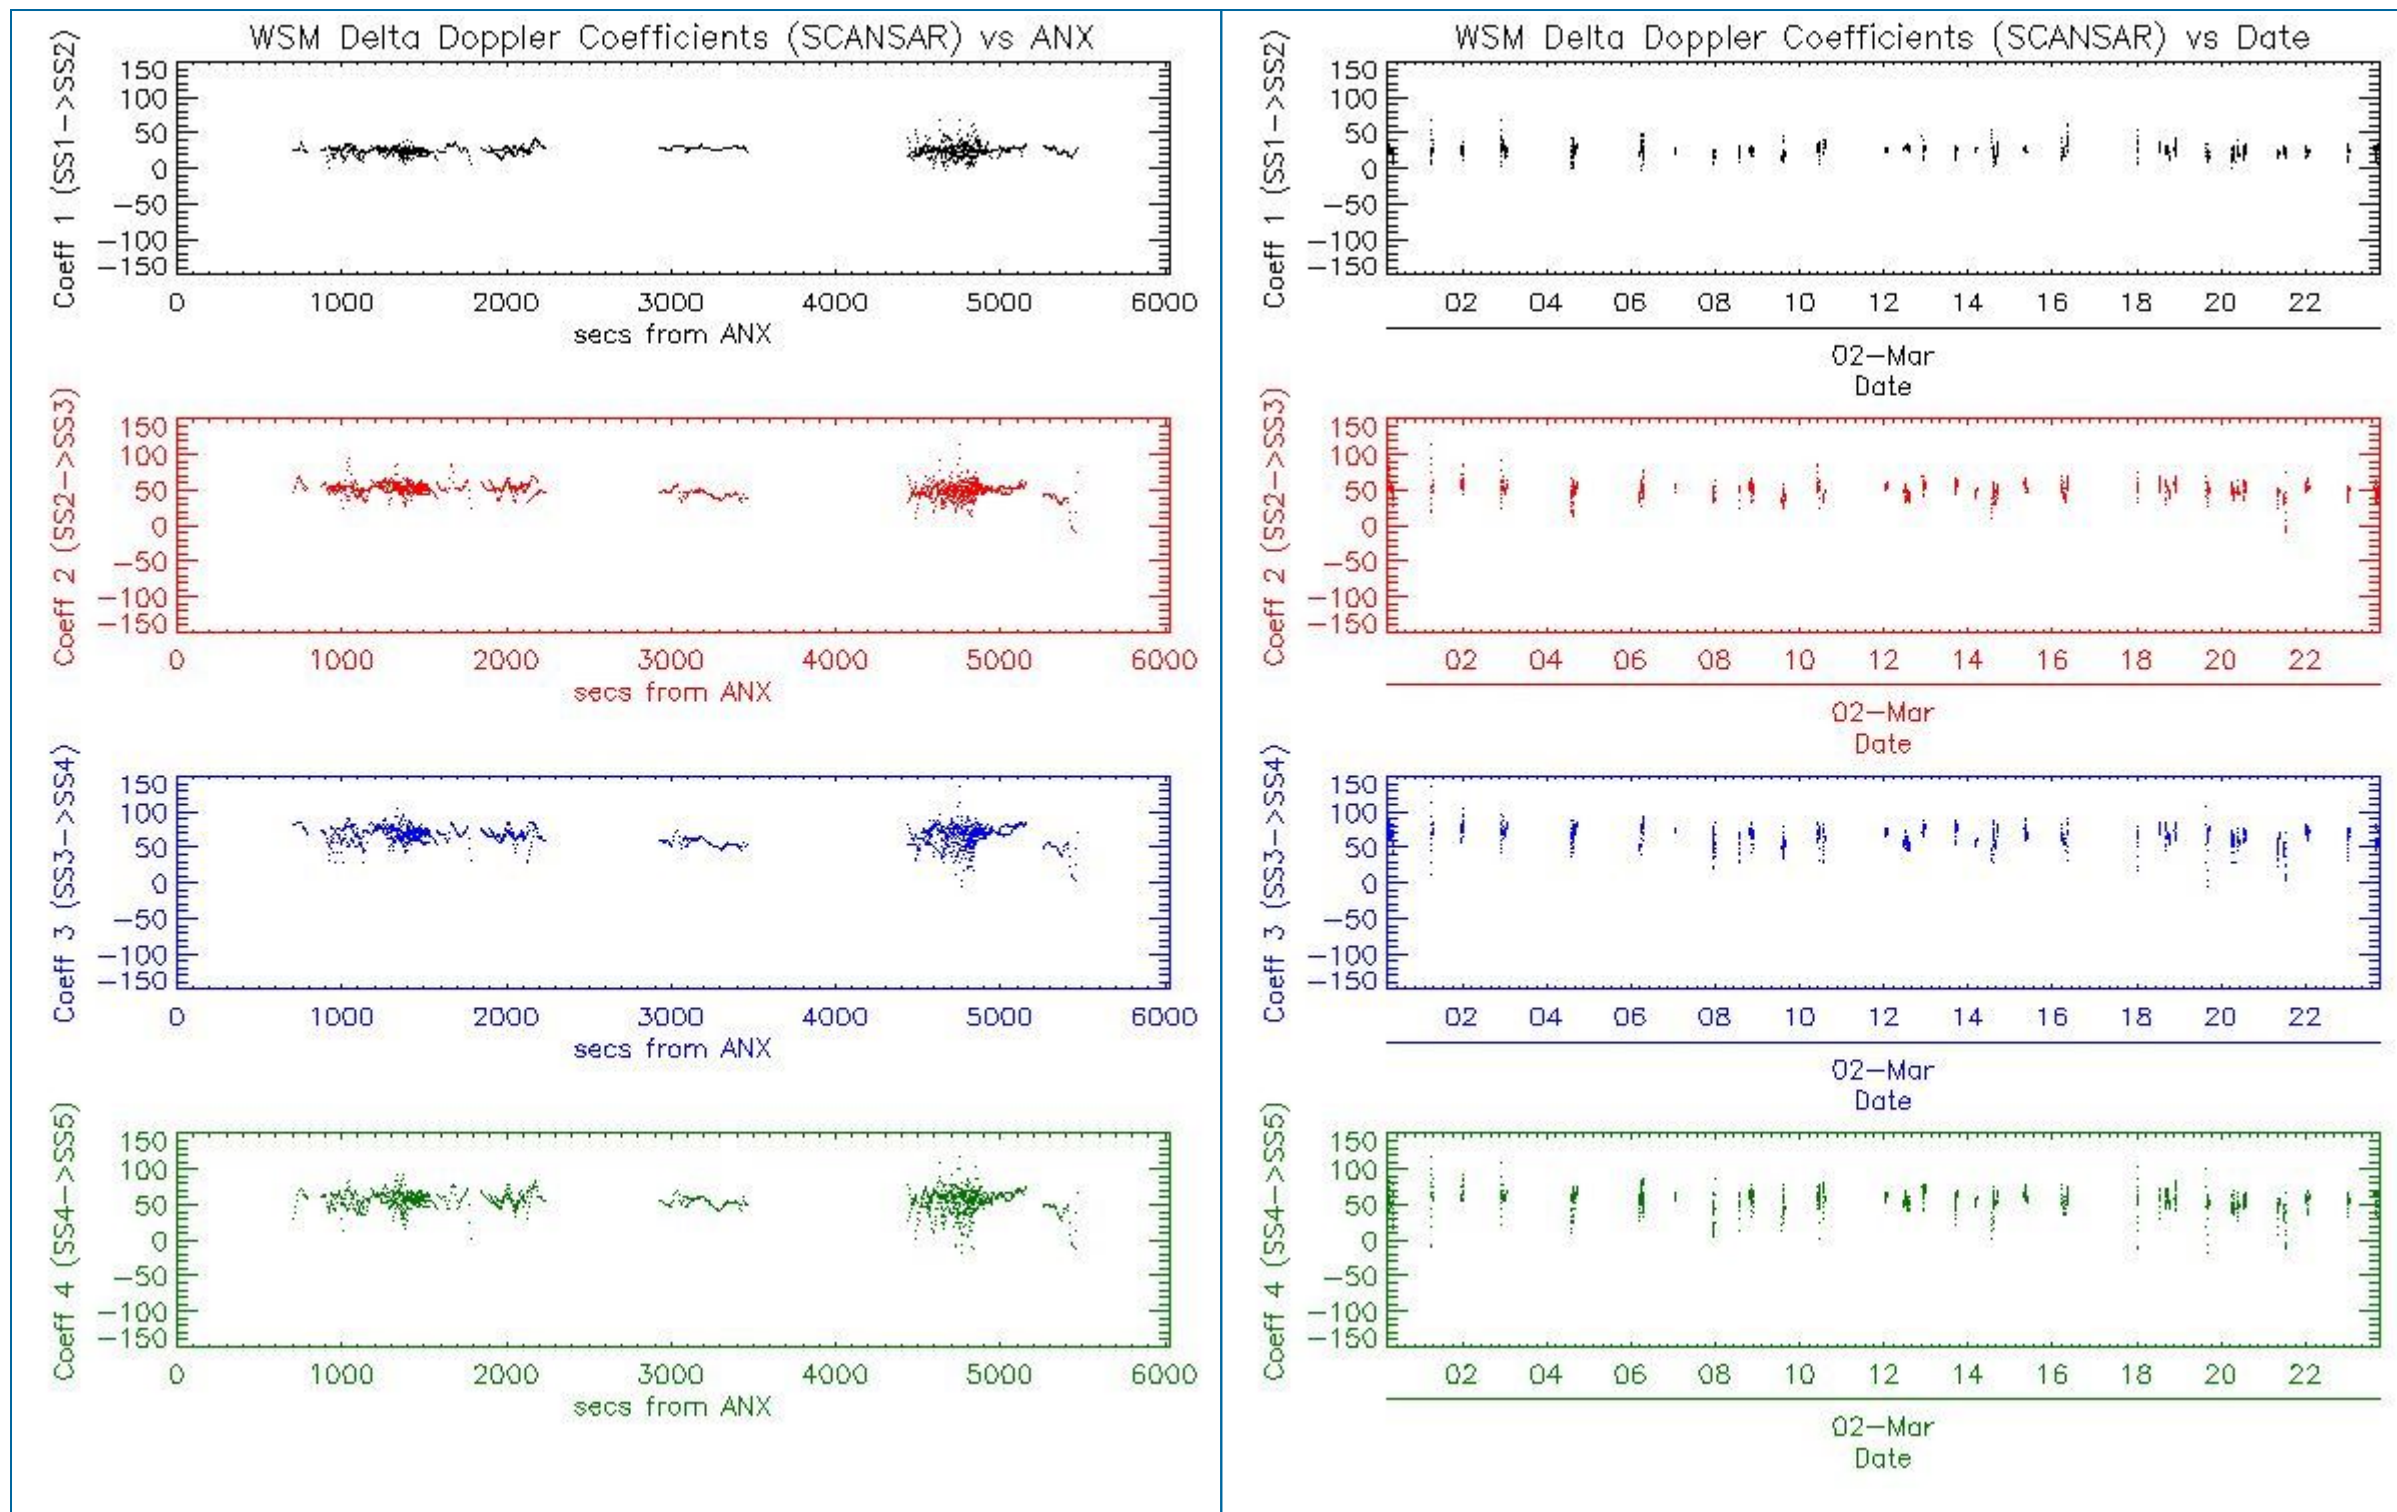 WSM Delta Doppler Coefficients (SCANSAR) vs ANX
Coeff 1 (SS1->SS2)
150
100
50
0
-50
-100
-150
0 1000 2000 3000 4000 5000 6000
secs from ANX
Coeff 2 (SS2->SS3)
150
100
50
0
-50
-100
-150
0 1000 2000 3000 4000 5000 6000
secs from ANX
Coeff 3 (SS3->SS4)
150
100
50
0
-50
-100
-150
0 1000 2000 3000 4000 5000 6000
secs from ANX
Coeff 4 (SS4->SS5)
150
100
50
0
-50
-100
-150
0 1000 2000 3000 4000 5000 6000
secs from ANX
WSM Delta Doppler Coefficients (SCANSAR) vs Date
Coeff 1 (SS1->SS2)
150
100
50
0
-50
-100
-150
02 04 06 08 10 12 14 16 18 20 22
02-Mar
Date
Coeff 2 (SS2->SS3)
150
100
50
0
-50
-100
-150
02 04 06 08 10 12 14 16 18 20 22
02-Mar
Date
Coeff 3 (SS3->SS4)
150
100
50
0
-50
-100
-150
02 04 06 08 10 12 14 16 18 20 22
02-Mar
Date
Coeff 4 (SS4->SS5)
150
100
50
0
-50
-100
-150
02 04 06 08 10 12 14 16 18 20 22
02-Mar
Date